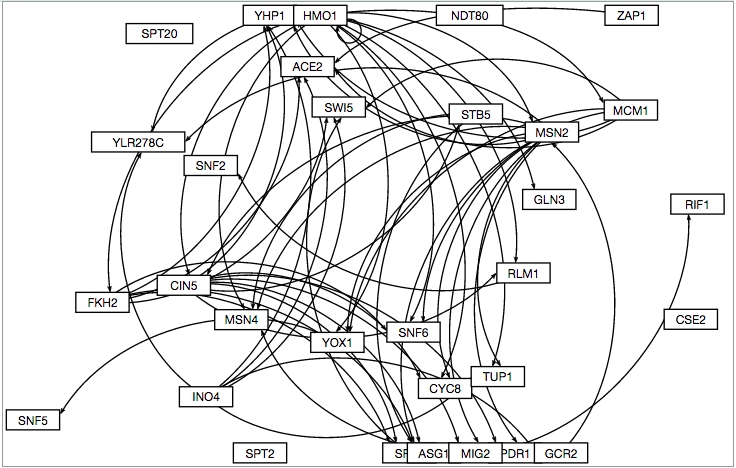 YHP1
HMO1
NDT80
ZAP1
SPT20
ACE2
SWI5
STB5
MCM1
MSN2
YLR278C
SNF2
GLN3
RIF1
RLM1
CIN5
FKH2
MSN4
CSE2
SNF6
YOX1
TUP1
CYC8
INO4
SNF5
SPT2
ASG1
MIG2
PDR1
GCR2